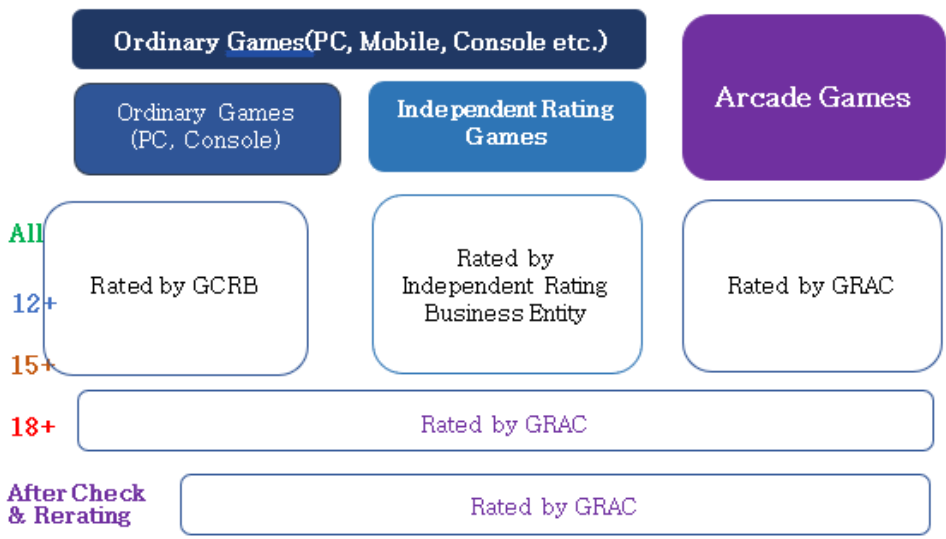 Ordinary Games(PC, Mobile, Console etc.)
Arcade Games
Ordinary Games
(PC, Console)
Independent Rating
Games
All
12+
15+
Rated by GCRB
Rated by
Independent Rating
Business Entity
Rated by GRAC
18+
Rated by GRAC
After Check
& Rerating
Rated by GRAC